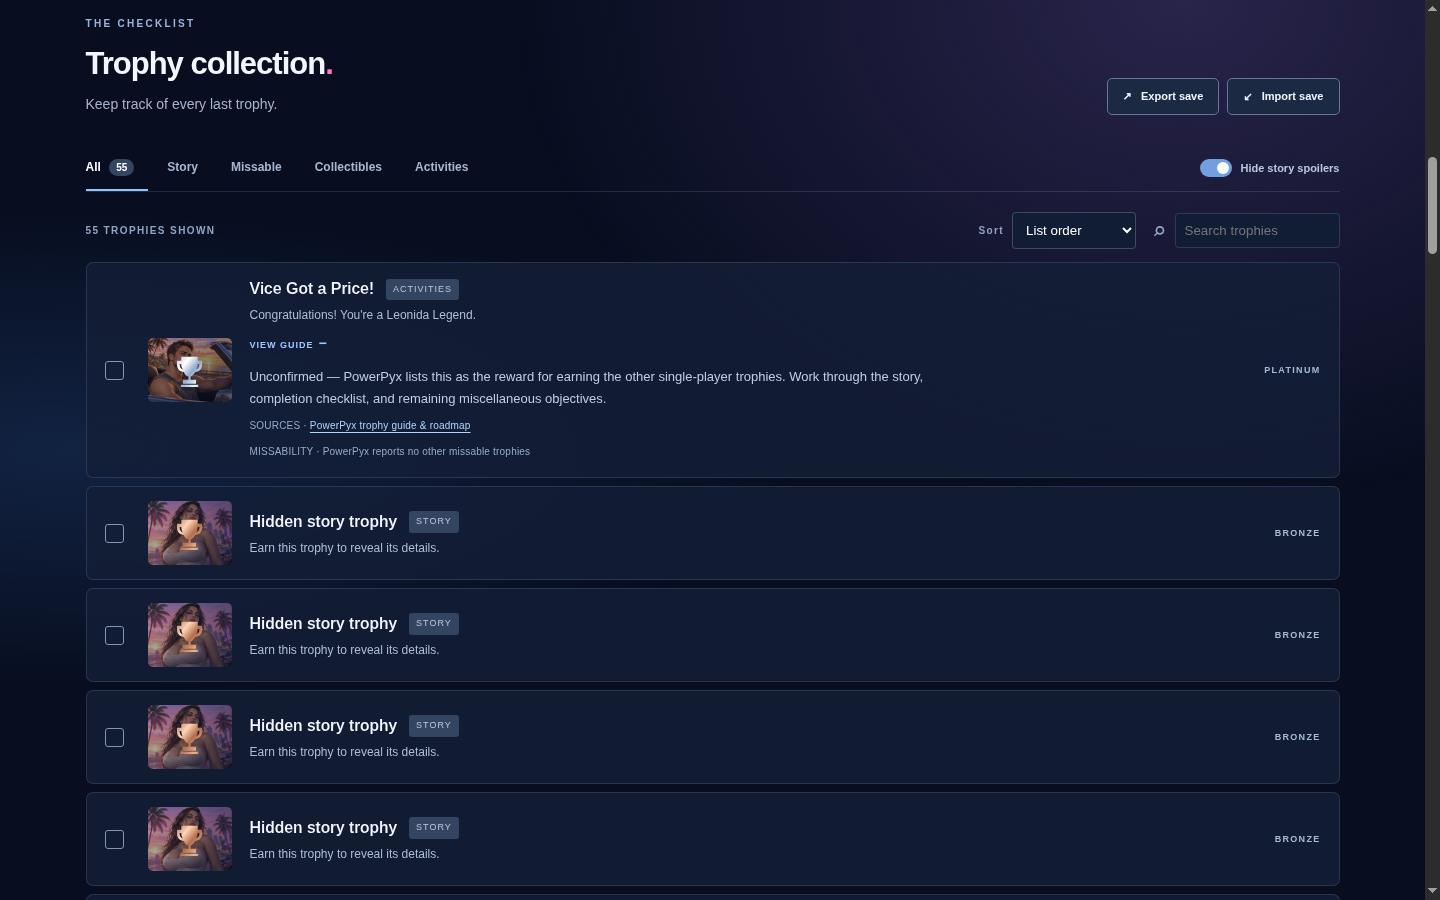 THE CHECKLIST
Trophy collection.
Keep track of every last trophy.
↗ Export save
↙ Import save
All 55
Story
Missable
Collectibles
Activities
Hide story spoilers
55 TROPHIES SHOWN
Sort
List order
Search trophies
Vice Got a Price! ACTIVITIES
Congratulations! You're a Leonida Legend.
VIEW GUIDE −
Unconfirmed — PowerPyx lists this as the reward for earning the other single-player trophies. Work through the story,
completion checklist, and remaining miscellaneous objectives.
SOURCES · PowerPyx trophy guide & roadmap
MISSABILITY · PowerPyx reports no other missable trophies
PLATINUM
Hidden story trophy STORY
Earn this trophy to reveal its details.
BRONZE
Hidden story trophy STORY
Earn this trophy to reveal its details.
BRONZE
Hidden story trophy STORY
Earn this trophy to reveal its details.
BRONZE
Hidden story trophy STORY
Earn this trophy to reveal its details.
BRONZE